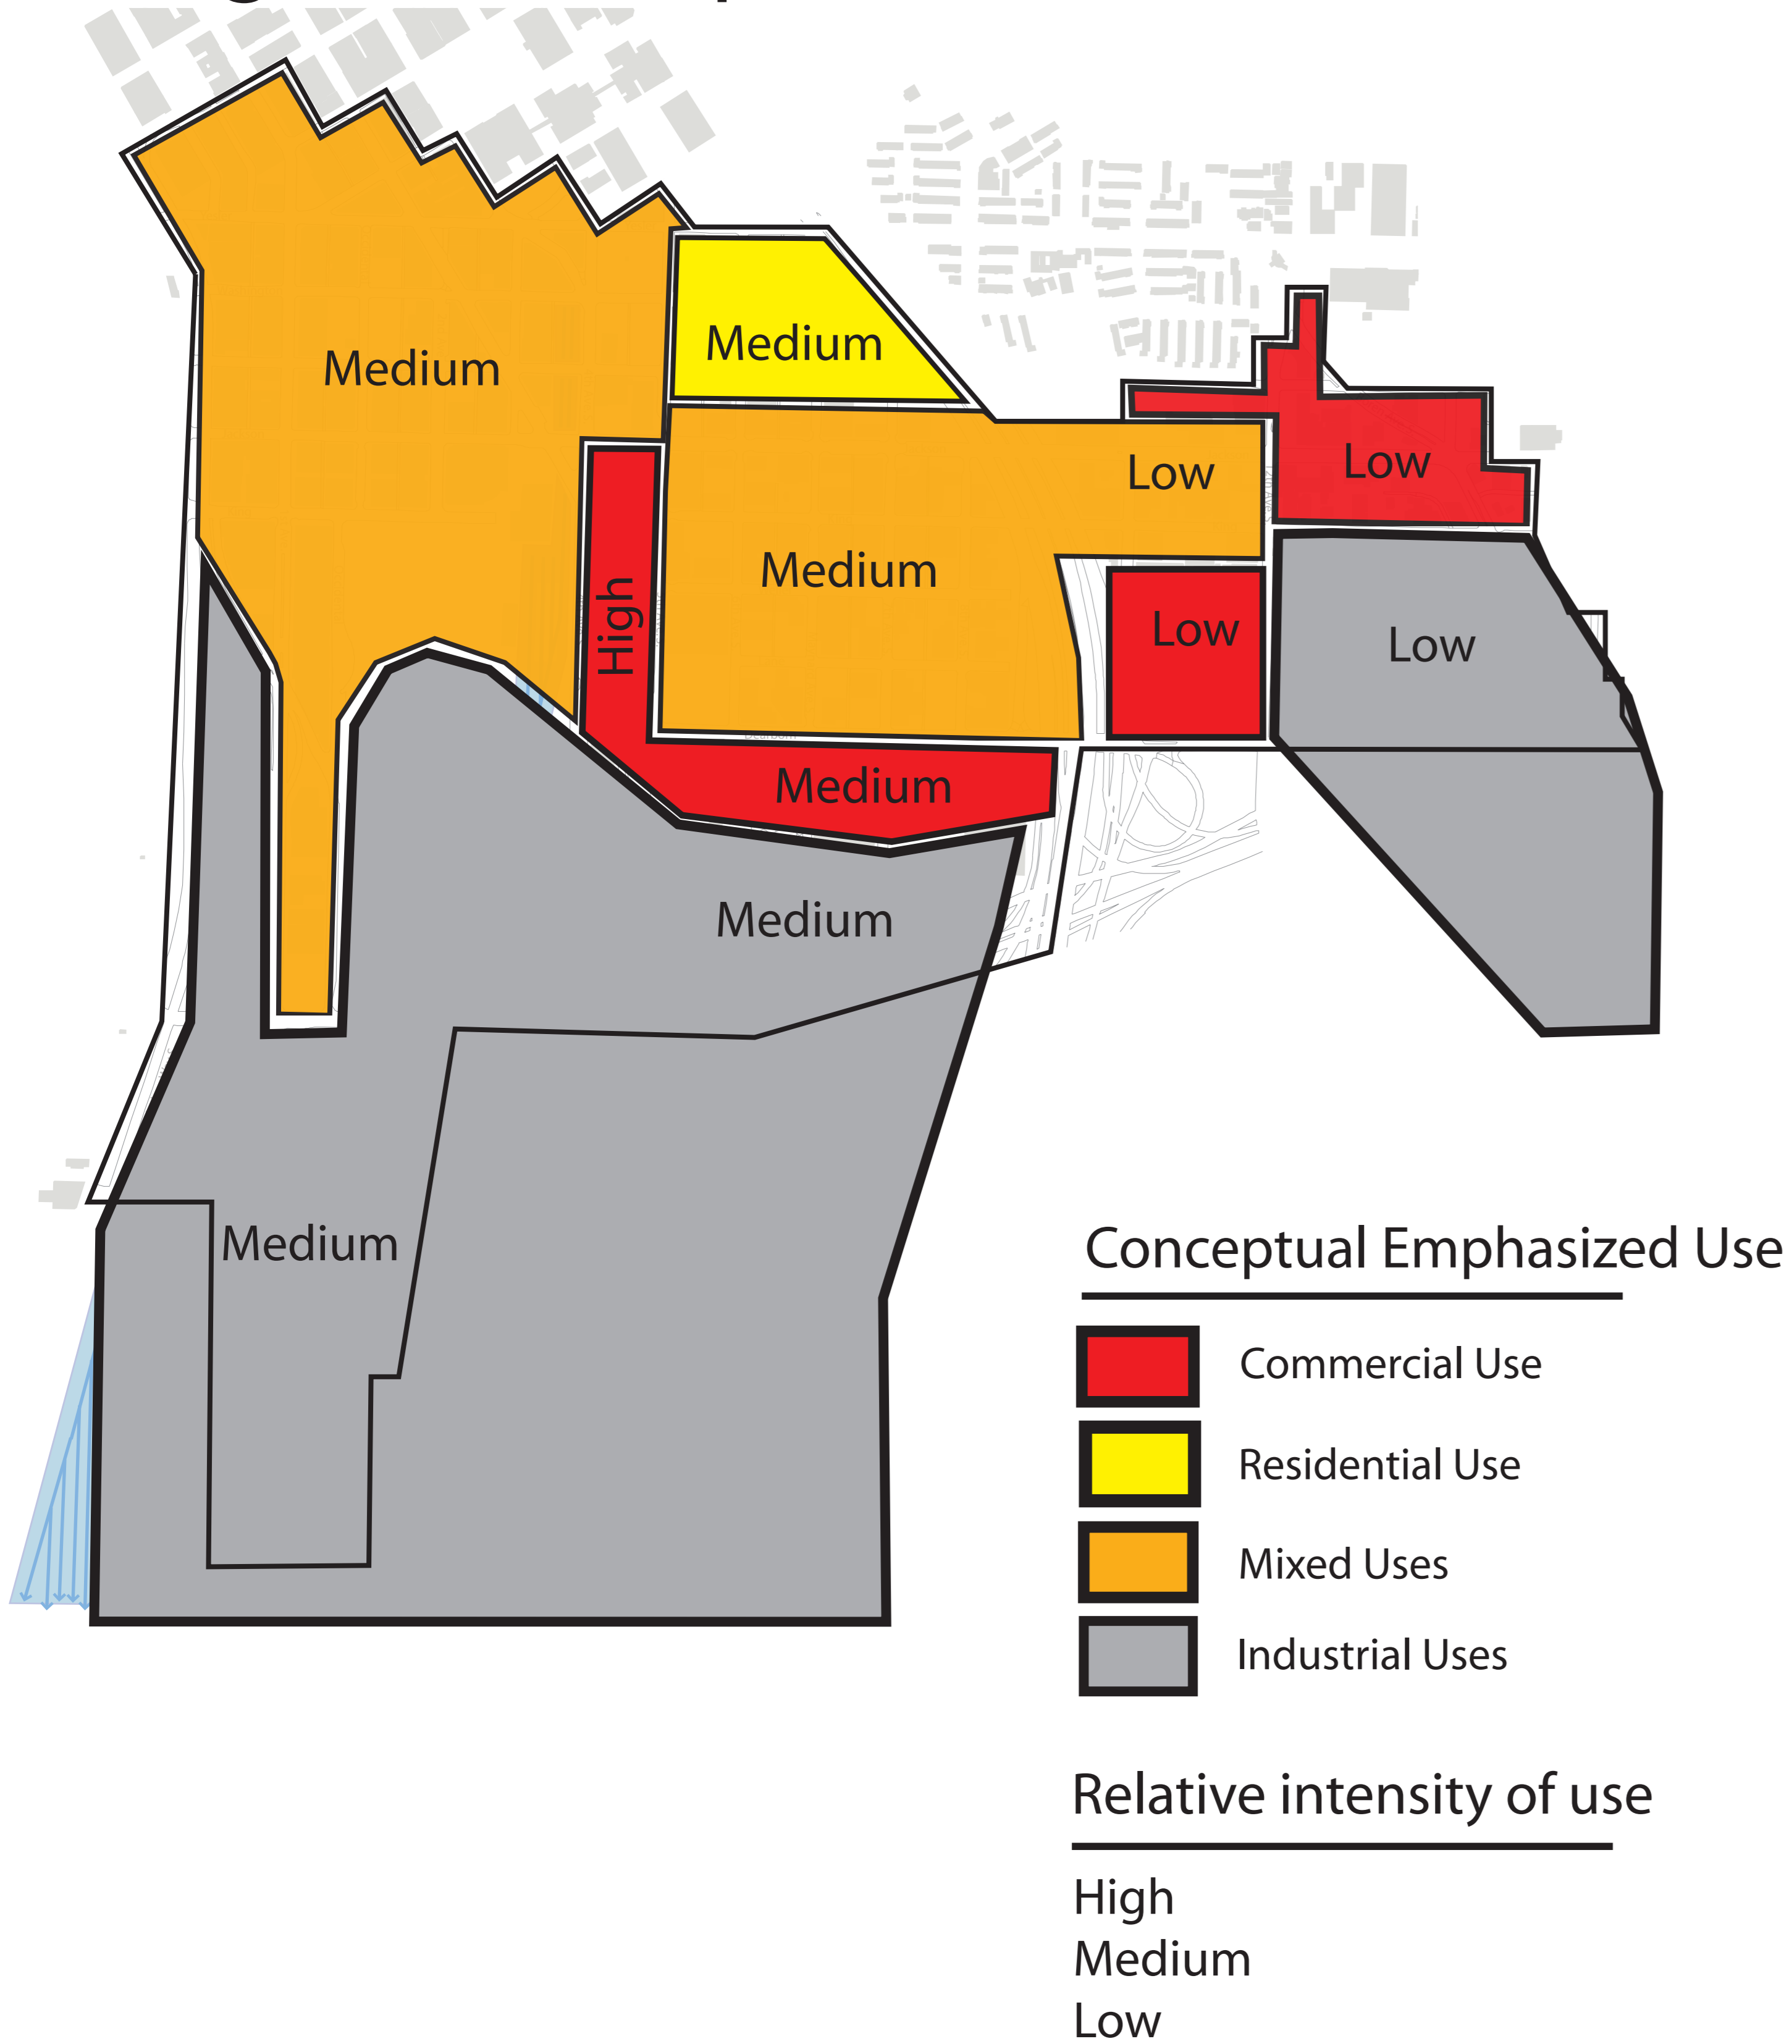 Medium
Medium
Low
Low
Medium
High
Low
Low
Medium
Medium
Medium
Conceptual Emphasized Use
Commercial Use
Residential Use
Mixed Uses
Industrial Uses
Relative intensity of use
High
Medium
Low